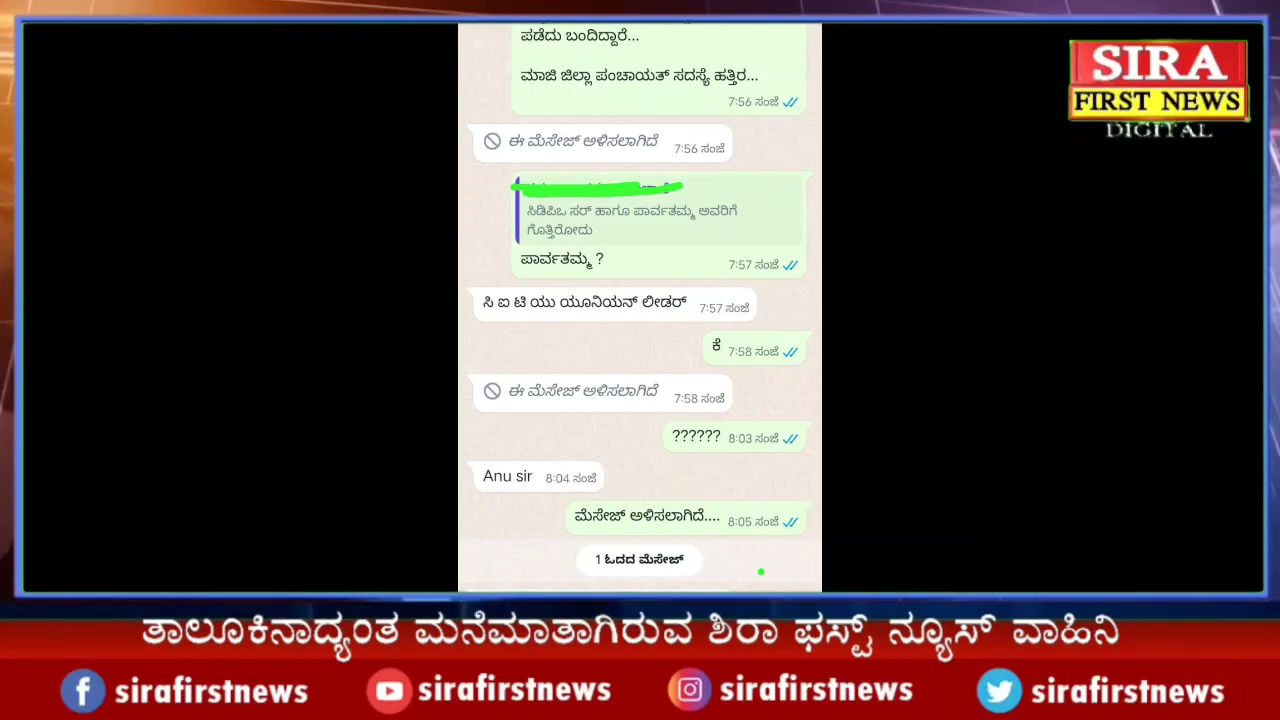 ಪಡೆದು ಬಂದಿದ್ದಾರೆ...
ಮಾಜಿ ಜಿಲ್ಲಾ ಪಂಚಾಯತ್ ಸದಸ್ಯೆ ಹತ್ತಿರ...
7:56 ಸಂಜೆ
ಈ ಮೆಸೇಜ್ ಅಳಿಸಲಾಗಿದೆ 7:56 ಸಂಜೆ
ಸಿಡಿಪಿಒ ಸರ್ ಹಾಗೂ ಪಾರ್ವತಮ್ಮ ಅವರಿಗೆ
ಗೊತ್ತಿರೋದು
ಪಾರ್ವತಮ್ಮ ? 7:57 ಸಂಜೆ
ಸಿ ಐ ಟಿ ಯು ಯೂನಿಯನ್ ಲೀಡರ್ 7:57 ಸಂಜೆ
ಕೆ 7:58 ಸಂಜೆ
ಈ ಮೆಸೇಜ್ ಅಳಿಸಲಾಗಿದೆ 7:58 ಸಂಜೆ
?????? 8:03 ಸಂಜೆ
Anu sir 8:04 ಸಂಜೆ
ಮೆಸೇಜ್ ಅಳಿಸಲಾಗಿದೆ.... 8:05 ಸಂಜೆ
1 ಓದದ ಮೆಸೇಜ್
SIRA
FIRST NEWS
DIGITAL
ತಾಲೂಕಿನಾದ್ಯಂತ ಮನೆಮಾತಾಗಿರುವ ಶಿರಾ ಫಸ್ಟ್ ನ್ಯೂಸ್ ವಾಹಿನಿ
sirafirstnews sirafirstnews sirafirstnews sirafirstnews